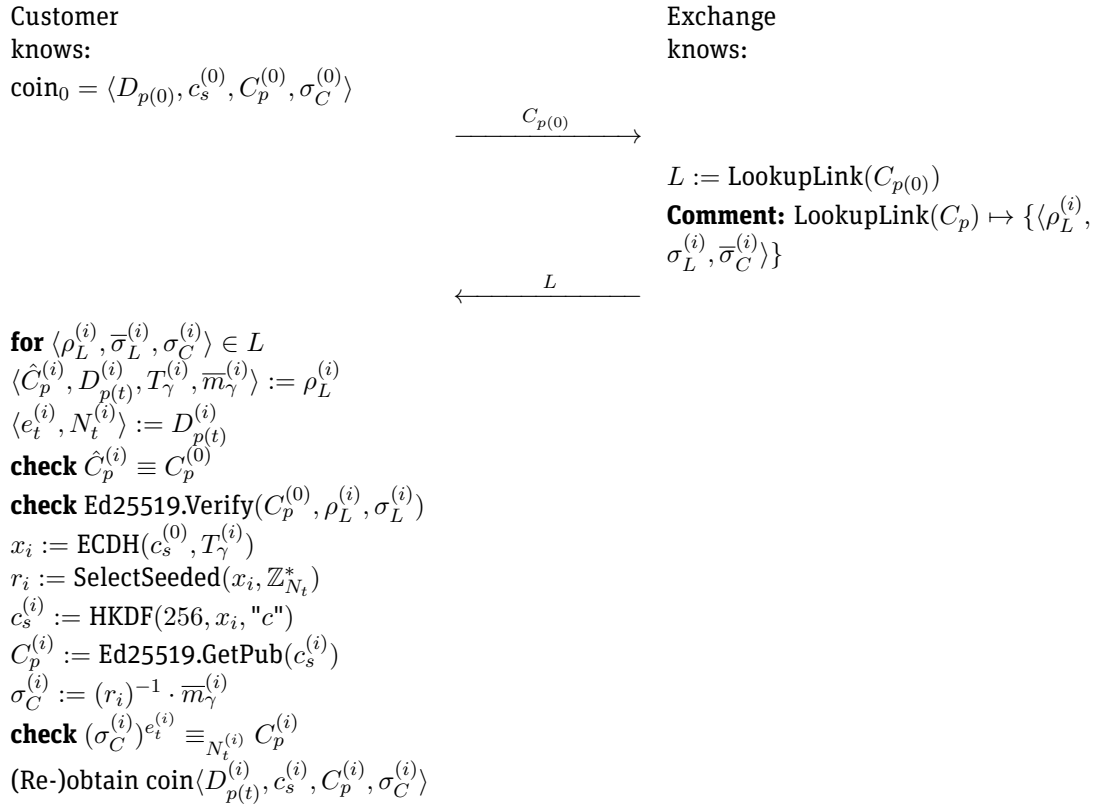 Customer
knows:
coin₀ = ⟨D_{p(0)}, c_s^{(0)}, C_p^{(0)}, σ_C^{(0)}⟩
Exchange
knows:
C_{p(0)}
L := LookupLink(C_{p(0)})
Comment: LookupLink(C_p) ↦ {⟨ρ_L^{(i)},
σ_L^{(i)}, \overline{σ}_C^{(i)}⟩}
L
for ⟨ρ_L^{(i)}, \overline{σ}_L^{(i)}, σ_C^{(i)}⟩ ∈ L
⟨Ĉ_p^{(i)}, D_{p(t)}^{(i)}, T_γ^{(i)}, \overline{m}_γ^{(i)}⟩ := ρ_L^{(i)}
⟨e_t^{(i)}, N_t^{(i)}⟩ := D_{p(t)}^{(i)}
check Ĉ_p^{(i)} ≡ C_p^{(0)}
check Ed25519.Verify(C_p^{(0)}, ρ_L^{(i)}, σ_L^{(i)})
x_i := ECDH(c_s^{(0)}, T_γ^{(i)})
r_i := SelectSeeded(x_i, ℤ*_{N_t})
c_s^{(i)} := HKDF(256, x_i, "c")
C_p^{(i)} := Ed25519.GetPub(c_s^{(i)})
σ_C^{(i)} := (r_i)^{-1} · \overline{m}_γ^{(i)}
check (σ_C^{(i)})^{e_t^{(i)}} ≡_{N_t^{(i)}} C_p^{(i)}
(Re-)obtain coin⟨D_{p(t)}^{(i)}, c_s^{(i)}, C_p^{(i)}, σ_C^{(i)}⟩